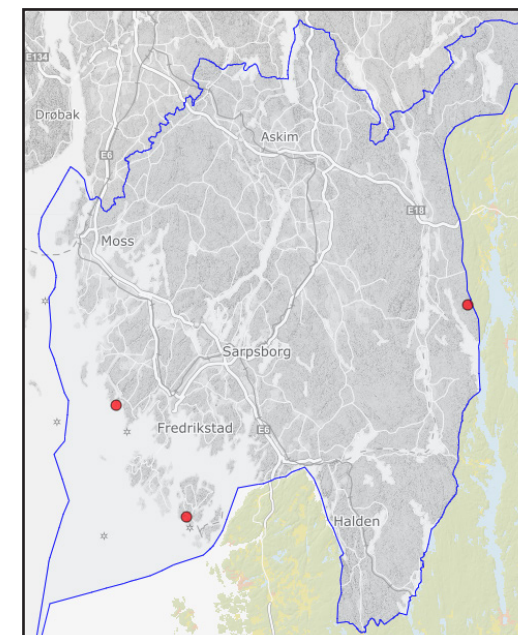 E134
Drøbak
Askim
E6
E18
Moss
Sarpsborg
Fredrikstad
E6
Halden